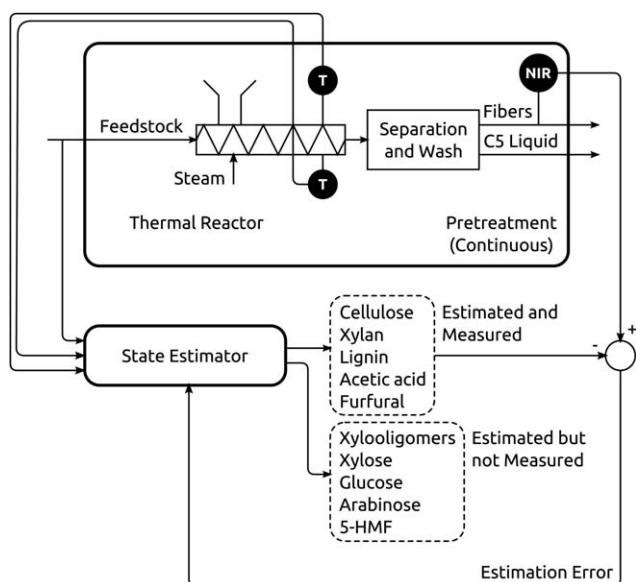 T
NIR
Fibers
Feedstock
Separation
and Wash
C5 Liquid
Steam
T
Thermal Reactor
Pretreatment
(Continuous)
Cellulose
Xylan
Lignin
Acetic acid
Furfural
Estimated and
Measured
+
-
State Estimator
Xylooligomers
Xylose
Glucose
Arabinose
5-HMF
Estimated but
not Measured
Estimation Error